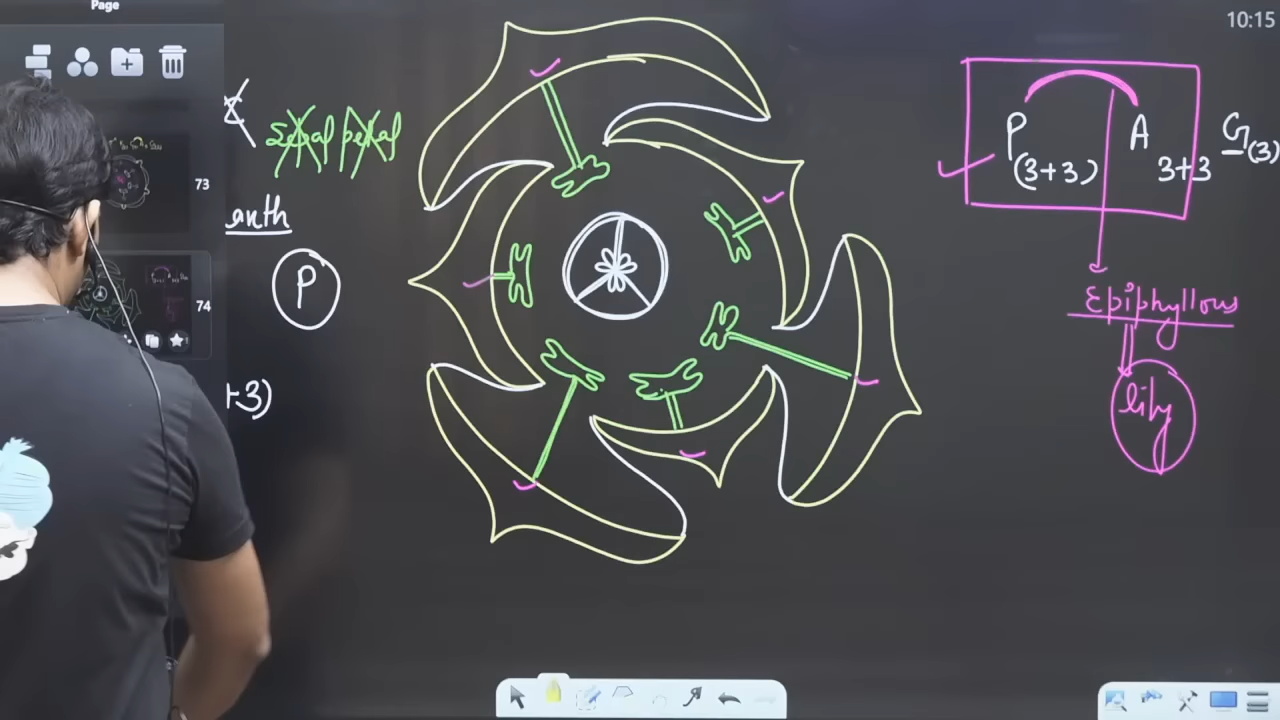 Page
10:15
sepal petal
P
(3+3)
A
3+3
G(3)
73
anth
P
74
Epiphyllous
lily
+3)